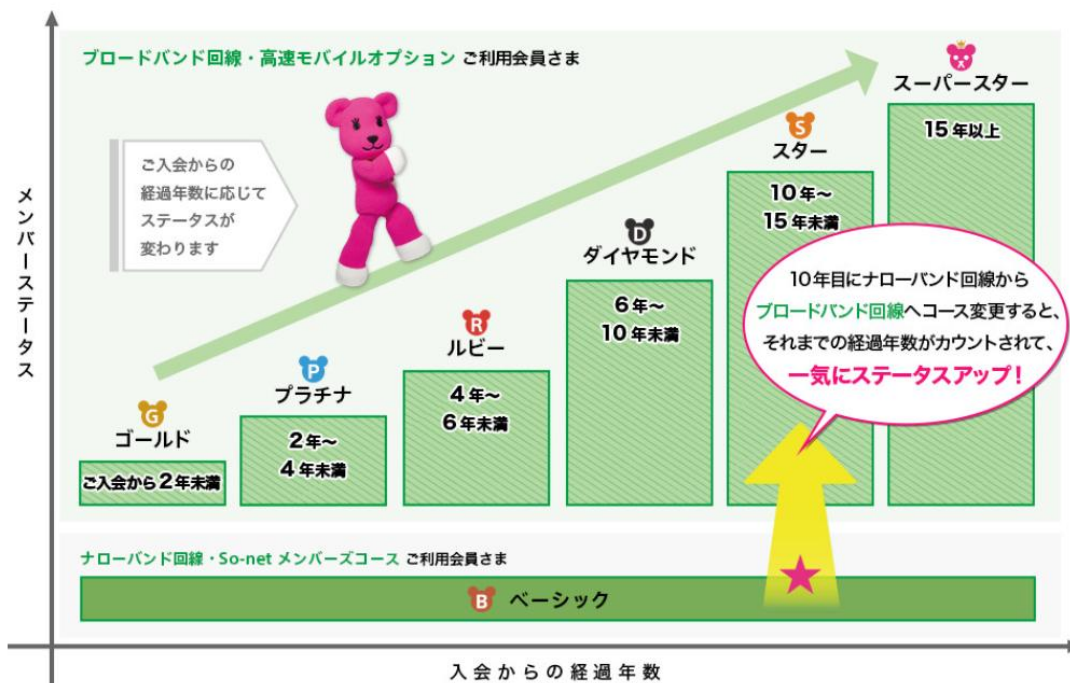 ブロードバンド回線・高速モバイルオプション ご利用会員さま
スーパースター
15年以上
S
スター
10年〜
15年未満
ご入会からの
経過年数に応じて
ステータスが
変わります
D
ダイヤモンド
6年〜
10年未満
10年目にナローバンド回線から
ブロードバンド回線へコース変更すると、
それまでの経過年数がカウントされて、
一気にステータスアップ!
R
ルビー
4年〜
6年未満
P
プラチナ
2年〜
4年未満
G
ゴールド
ご入会から2年未満
メンバーステータス
ナローバンド回線・So-net メンバーズコース ご利用会員さま
B ベーシック
入会からの経過年数